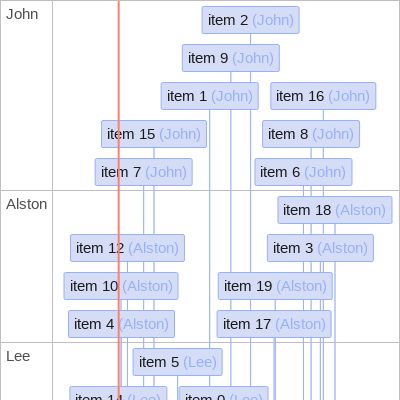 John
item 2 (John)
item 9 (John)
item 1 (John) item 16 (John)
item 15 (John) item 8 (John)
item 7 (John) item 6 (John)
Alston
item 18 (Alston)
item 12 (Alston) item 3 (Alston)
item 10 (Alston) item 19 (Alston)
item 4 (Alston) item 17 (Alston)
Lee
item 5 (Lee)
item 14 (Lee) item 0 (Lee)